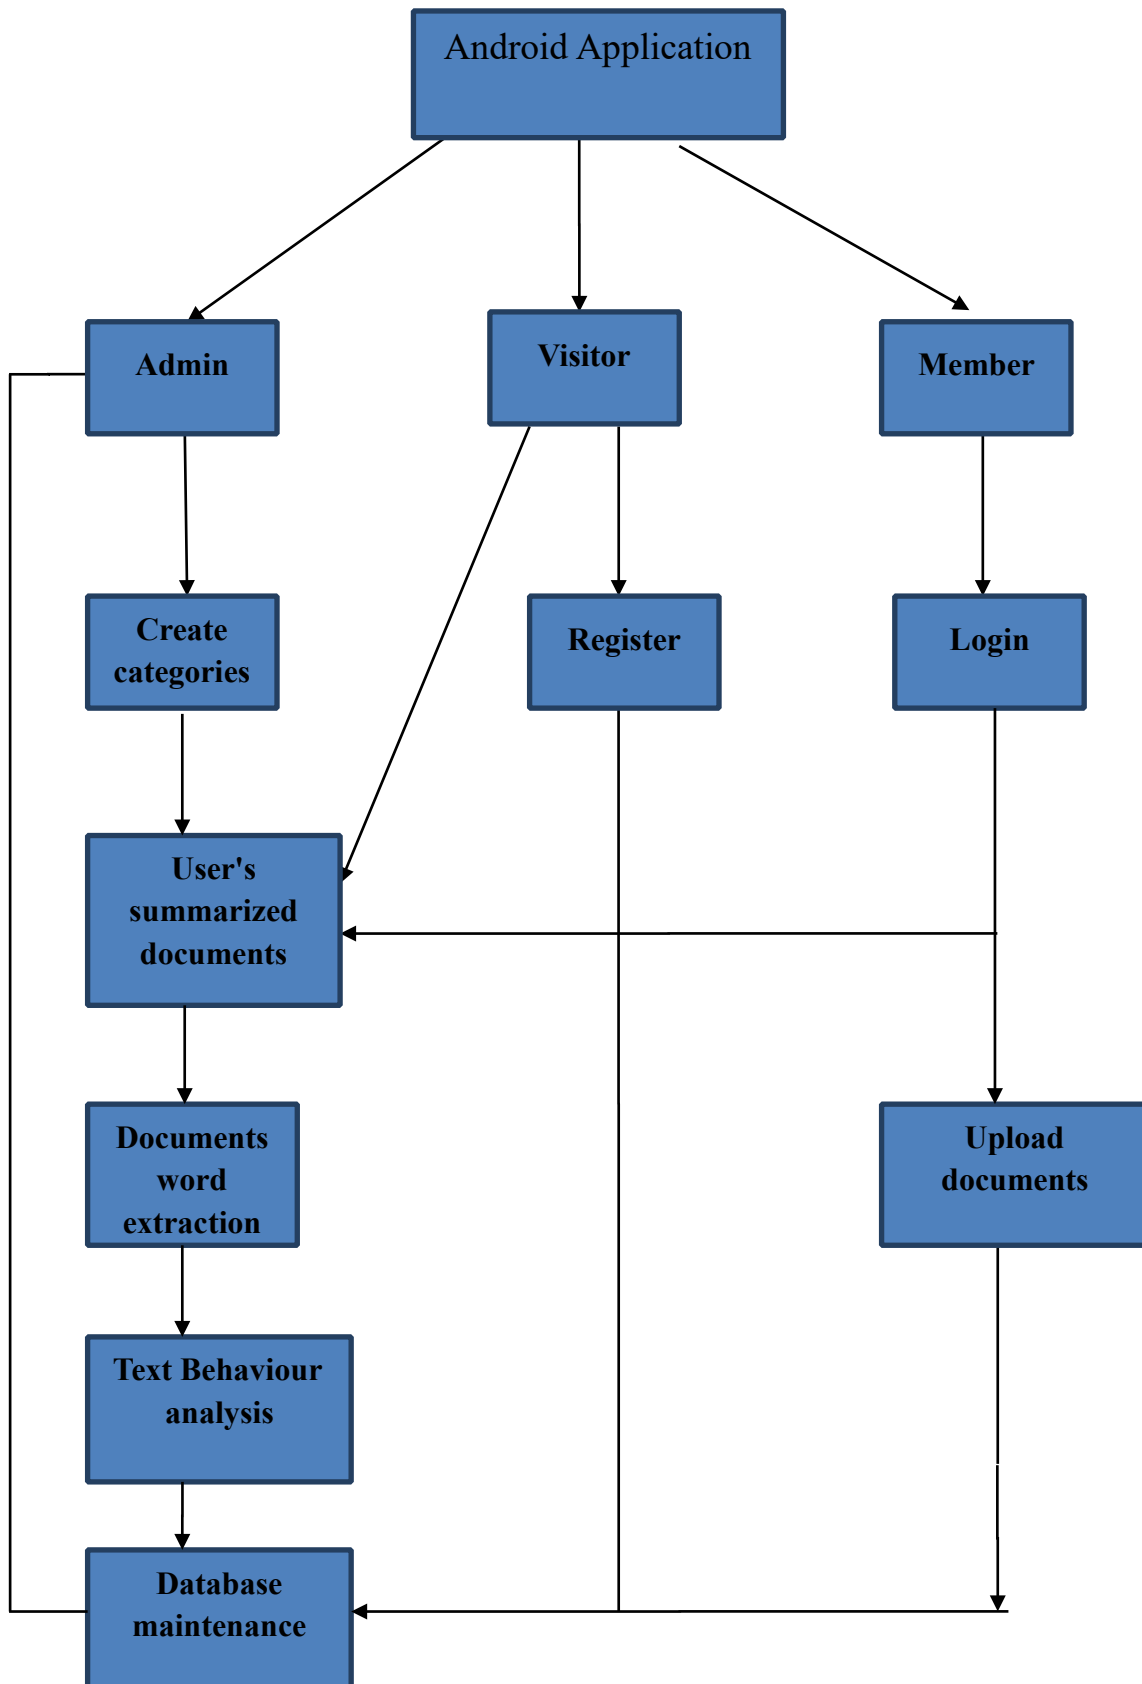 Android Application
Admin
Visitor
Member
Create
categories
Register
Login
User's
summarized
documents
Documents
word
extraction
Upload
documents
Text Behaviour
analysis
Database
maintenance